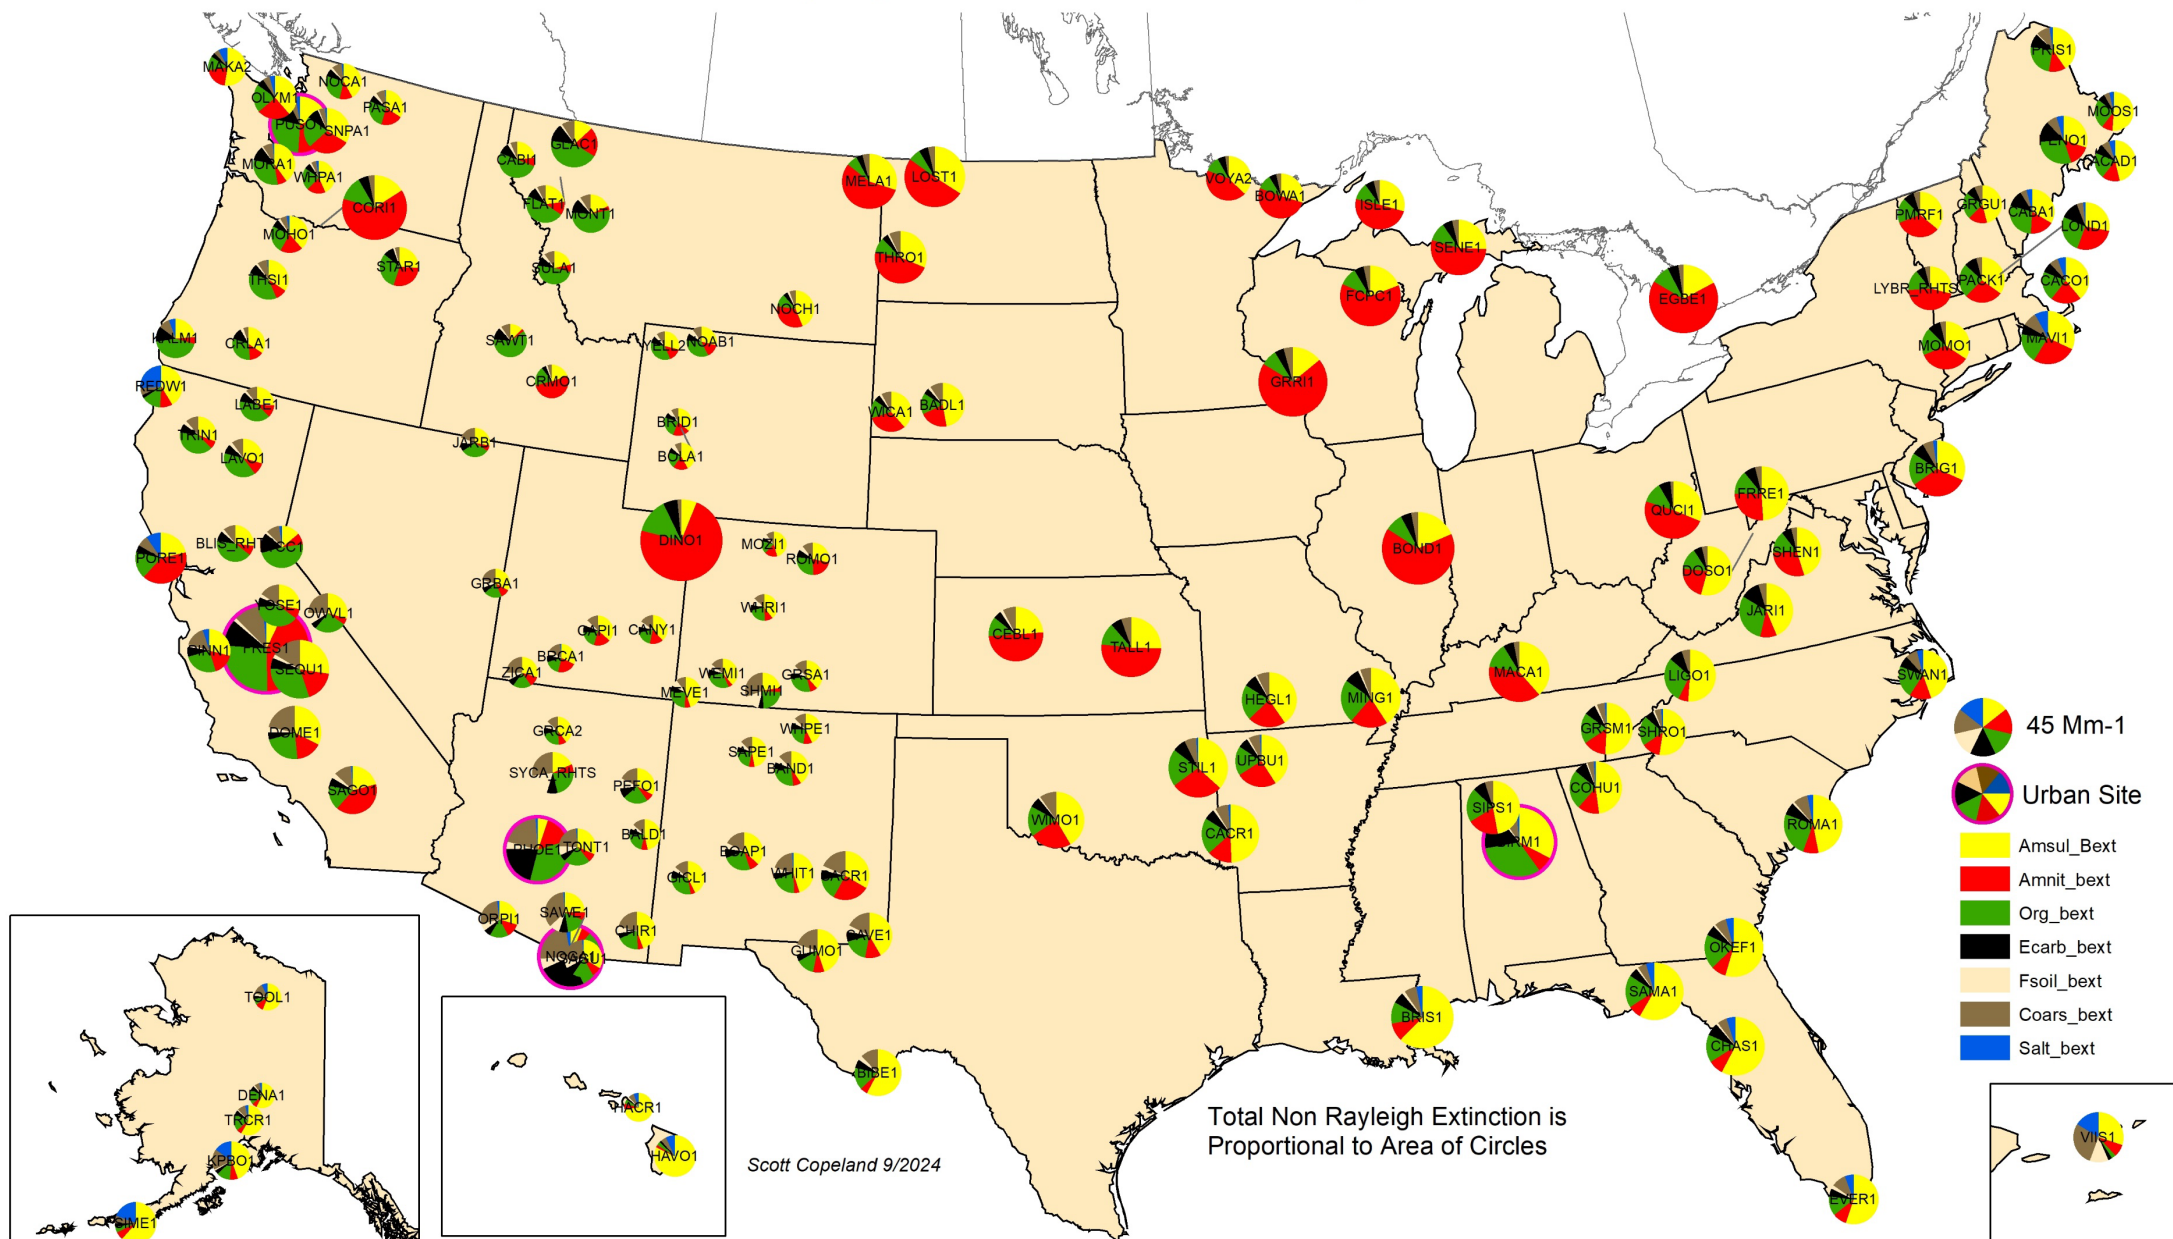 MAKA2
NOCA1
OLYM1
PASA1
PUSO1
SNPA1
MORA1
WHPA1
CORI1
MOHO1
THSI1
STAR1
KALM1
CRLA1
REDW1
LABE1
TRIN1
LAVO1
CABI1
GLAC1
FLAT1
MONT1
SULA1
SAWT1
CRMO1
JARB1
MELA1
LOST1
THRO1
NOCH1
YELL2
NOAB1
BRID1
BOLA1
WICA1
BADL1
VOYA2
BOWA1
ISLE1
SENE1
FCPC1
GRRI1
EGBE1
PRIS1
MOOS1
PENO1
ACAD1
PMRF1
GRGU1
CABA1
LOND1
LYBR_RHTS
PACK1
CACO1
MOMO1
MAVI1
BRIG1
PORE1
BLIS_RHTS
YOSE1
OWVL1
PINN1
FRES1
SEQU1
DOME1
SAGO1
GRBA1
DINO1
MOZI1
ROMO1
WHRI1
CAPI1
CANY1
BRCA1
ZICA1
WEMI1
GRSA1
MEVE1
SHMI1
GRCA2
SYCA_RHTS
PEFO1
WHPE1
SAPE1
BAND1
PHOE1
TONT1
BALD1
GICL1
BOAP1
WHIT1
SACR1
ORPI1
SAWE1
CHIR1
SAGU1
GUMO1
CAVE1
BIBE1
CEBL1
TALL1
BOND1
QUCI1
FRRE1
DOSO1
SHEN1
JARI1
HEGL1
MING1
MACA1
LIGO1
SWAN1
STIL1
UPBU1
WIMO1
CACR1
GRSM1
SHRO1
SIPS1
COHU1
BIRM1
ROMA1
OKEF1
SAMA1
BRIS1
CHAS1
EVER1
VIIS1
TOOL1
DENA1
TRCR1
KPBO1
SIME1
HACR1
HAVO1
45 Mm-1
Urban Site
Amsul_Bext
Amnit_bext
Org_bext
Ecarb_bext
Fsoil_bext
Coars_bext
Salt_bext
Total Non Rayleigh Extinction is
Proportional to Area of Circles
Scott Copeland 9/2024